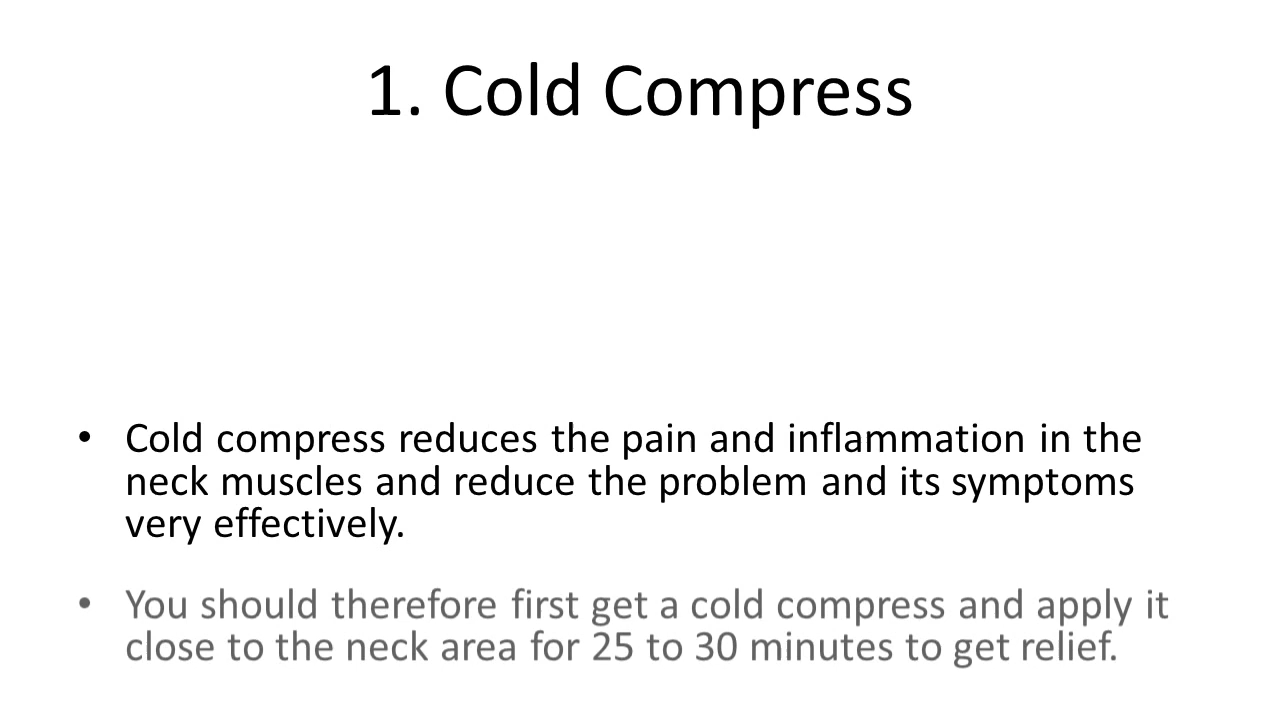 1. Cold Compress
• Cold compress reduces the pain and inflammation in the
neck muscles and reduce the problem and its symptoms
very effectively.
• You should therefore first get a cold compress and apply it
close to the neck area for 25 to 30 minutes to get relief.